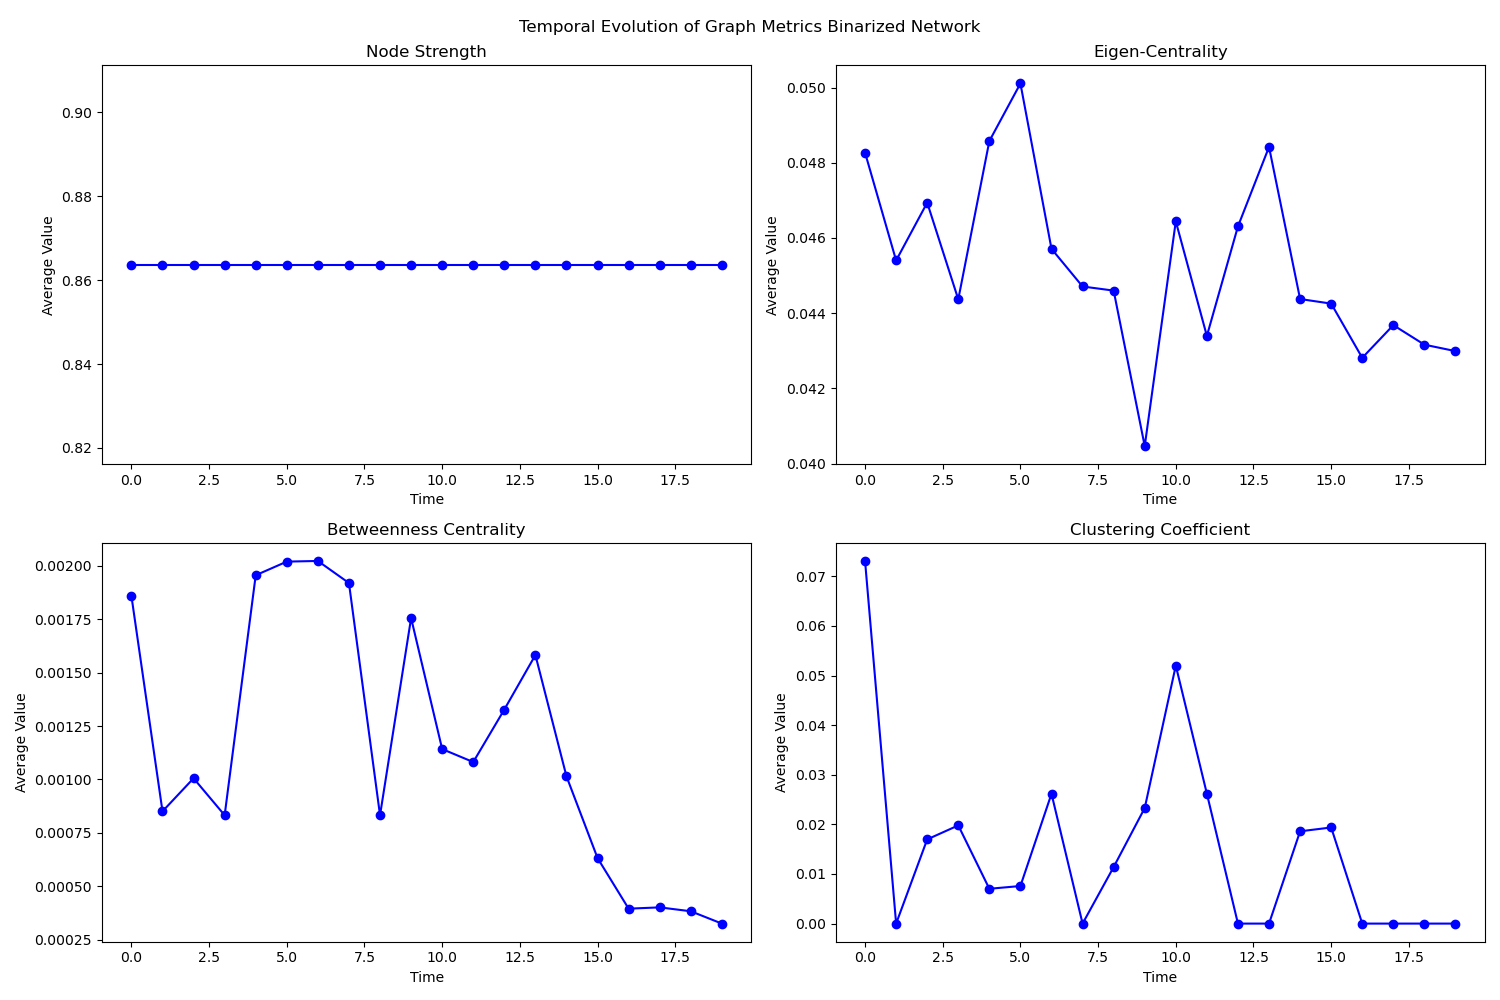 Temporal Evolution of Graph Metrics Binarized Network
Node Strength
Average Value
0.90
0.88
0.86
0.84
0.82
0.0 2.5 5.0 7.5 10.0 12.5 15.0 17.5
Time
Eigen-Centrality
Average Value
0.050
0.048
0.046
0.044
0.042
0.040
0.0 2.5 5.0 7.5 10.0 12.5 15.0 17.5
Time
Betweenness Centrality
Average Value
0.00200
0.00175
0.00150
0.00125
0.00100
0.00075
0.00050
0.00025
0.0 2.5 5.0 7.5 10.0 12.5 15.0 17.5
Time
Clustering Coefficient
Average Value
0.07
0.06
0.05
0.04
0.03
0.02
0.01
0.00
0.0 2.5 5.0 7.5 10.0 12.5 15.0 17.5
Time